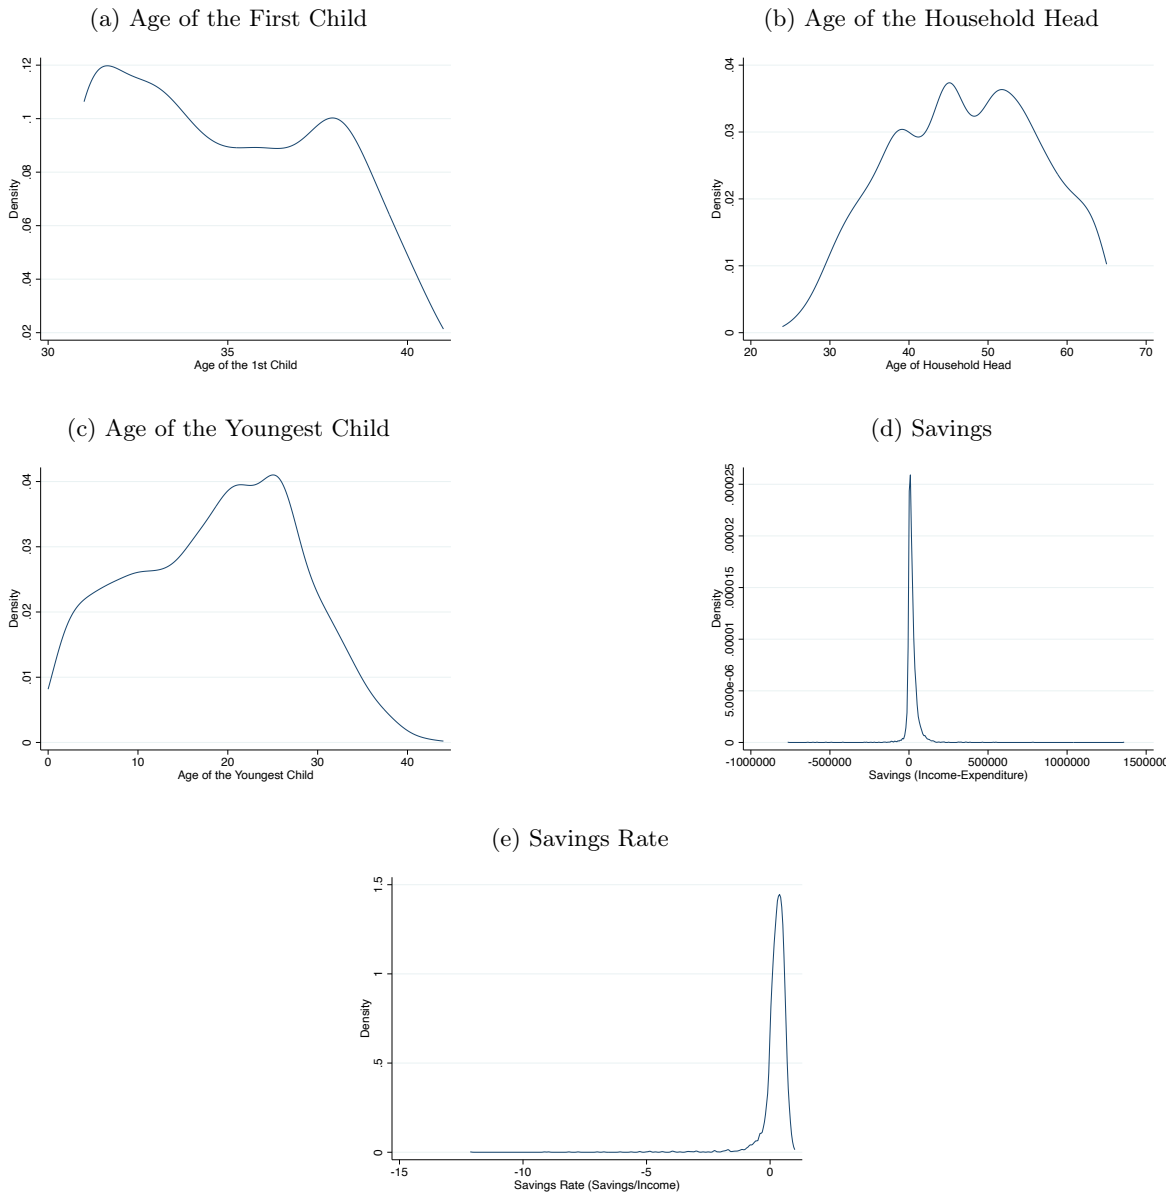 (a) Age of the First Child
Density
.02 .04 .06 .08 .1 .12
30 35 40
Age of the 1st Child
(b) Age of the Household Head
Density
0 .01 .02 .03 .04
20 30 40 50 60 70
Age of Household Head
(c) Age of the Youngest Child
Density
0 .01 .02 .03 .04
0 10 20 30 40
Age of the Youngest Child
(d) Savings
Density
0 5.000e-06 .00001 .000015 .00002 .000025
-1000000 -500000 0 500000 1000000 1500000
Savings (Income-Expenditure)
(e) Savings Rate
Density
0 .5 1 1.5
-15 -10 -5 0
Savings Rate (Savings/Income)